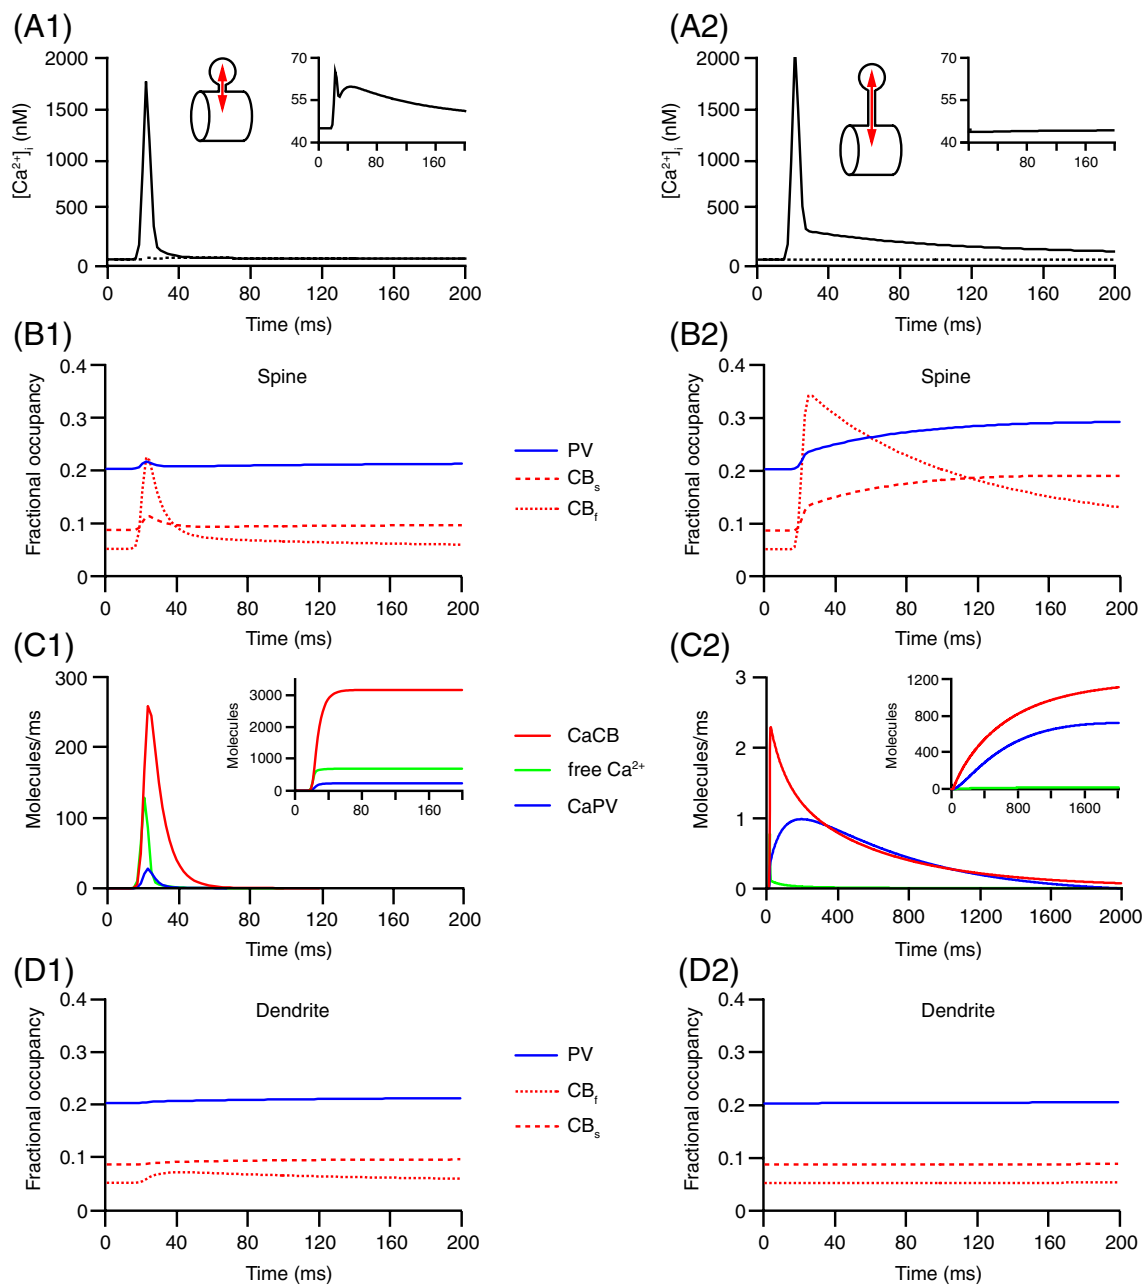 (A1)
2000
1500
1000
500
0
[Ca²⁺]ᵢ (nM)
70
55
40
0
80
160
0 40 80 120 160 200
Time (ms)
(A2)
2000
1500
1000
500
0
[Ca²⁺]ᵢ (nM)
70
55
40
80
160
0 40 80 120 160 200
Time (ms)
(B1)
Spine
0.4
0.3
0.2
0.1
0
Fractional occupancy
0 40 80 120 160 200
Time (ms)
PV
CBₛ
CB_f
(B2)
Spine
0.4
0.3
0.2
0.1
0
Fractional occupancy
0 40 80 120 160 200
Time (ms)
(C1)
300
200
100
0
Molecules/ms
3000
2000
1000
0
Molecules
0 80 160
0 40 80 120 160 200
Time (ms)
CaCB
free Ca²⁺
CaPV
(C2)
3
2
1
0
Molecules/ms
1200
800
400
0
Molecules
0 800 1600
0 400 800 1200 1600 2000
Time (ms)
(D1)
Dendrite
0.4
0.3
0.2
0.1
0
Fractional occupancy
0 40 80 120 160 200
Time (ms)
PV
CB_f
CBₛ
(D2)
Dendrite
0.4
0.3
0.2
0.1
0
Fractional occupancy
0 40 80 120 160 200
Time (ms)